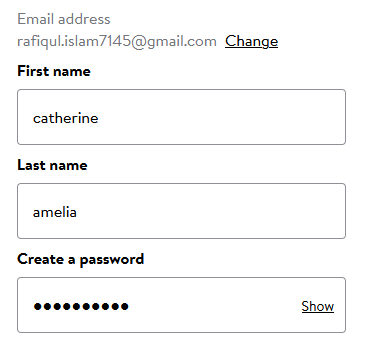 Email address
rafiqul.islam7145@gmail.com Change
First name
catherine
Last name
amelia
Create a password
●●●●●●●●●● Show